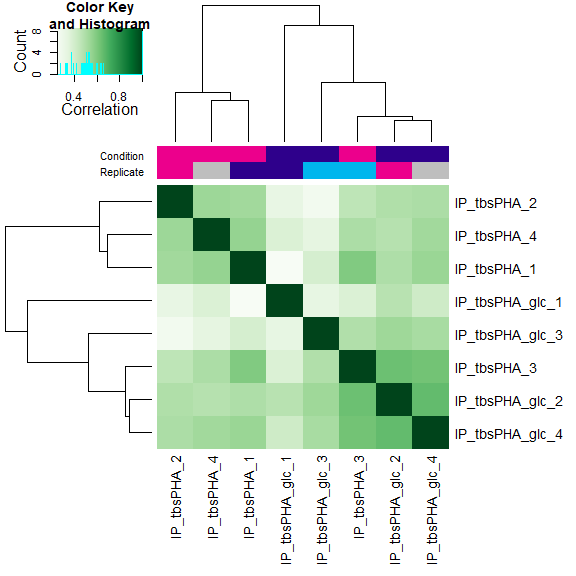 Color Key
and Histogram
Count
0 4 8
0.4 0.8
Correlation
Condition
Replicate
IP_tbsPHA_2
IP_tbsPHA_4
IP_tbsPHA_1
IP_tbsPHA_glc_1
IP_tbsPHA_glc_3
IP_tbsPHA_3
IP_tbsPHA_glc_2
IP_tbsPHA_glc_4
IP_tbsPHA_2
IP_tbsPHA_4
IP_tbsPHA_1
IP_tbsPHA_glc_1
IP_tbsPHA_glc_3
IP_tbsPHA_3
IP_tbsPHA_glc_2
IP_tbsPHA_glc_4